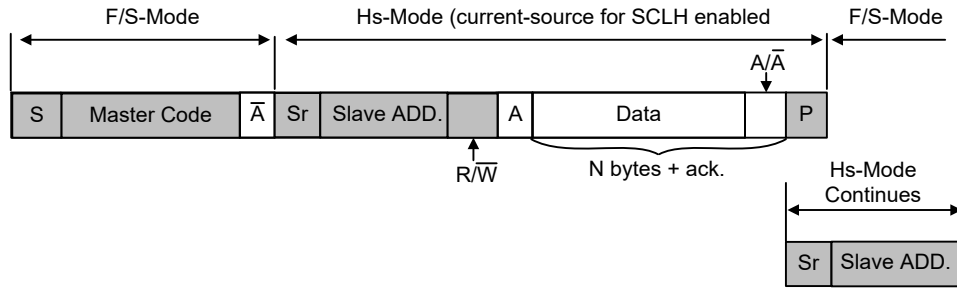 F/S-Mode Hs-Mode (current-source for SCLH enabled F/S-Mode
A/A̅
S Master Code A̅ Sr Slave ADD. A Data P
R/W̅ N bytes + ack.
Hs-Mode
Continues
Sr Slave ADD.